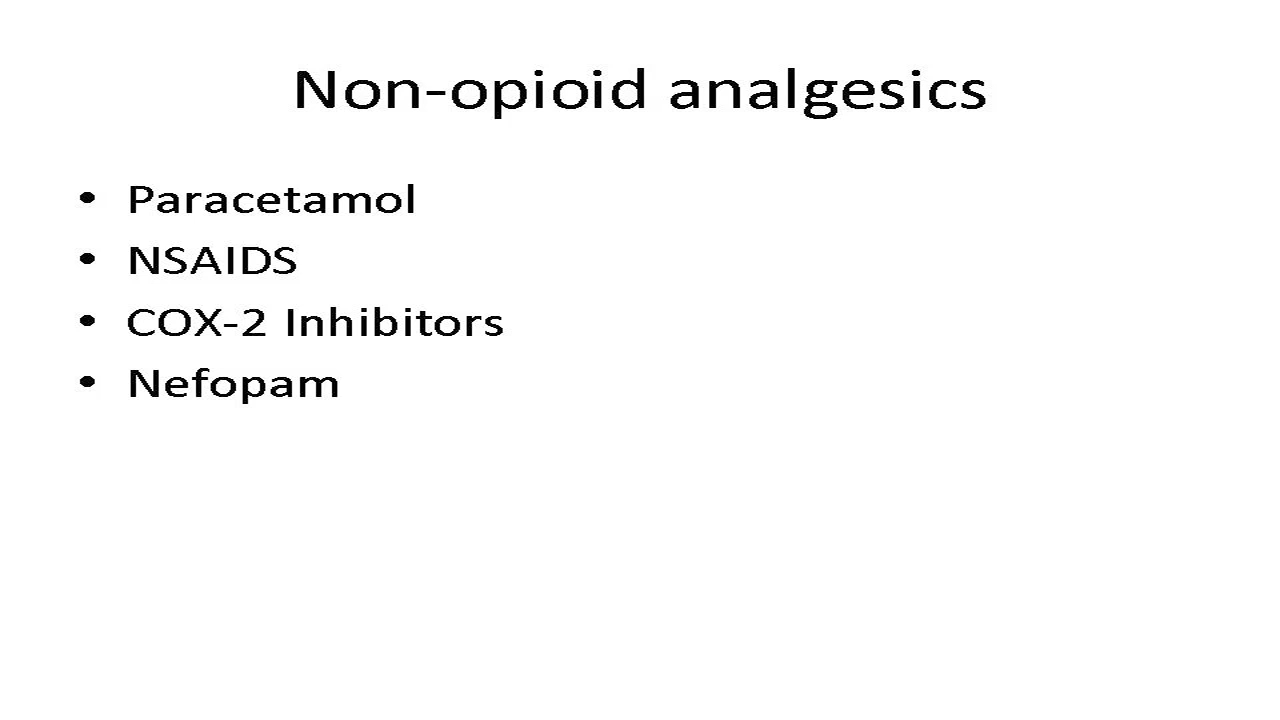 Non-opioid analgesics
• Paracetamol
• NSAIDS
• COX-2 Inhibitors
• Nefopam